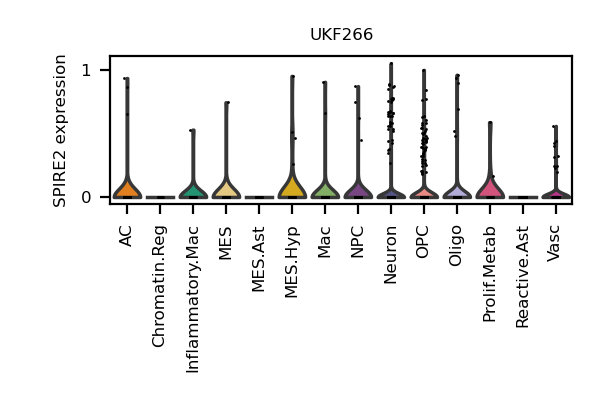 UKF266
SPIRE2 expression
1
0
AC
Chromatin.Reg
Inflammatory.Mac
MES
MES.Ast
MES.Hyp
Mac
NPC
Neuron
OPC
Oligo
Prolif.Metab
Reactive.Ast
Vasc